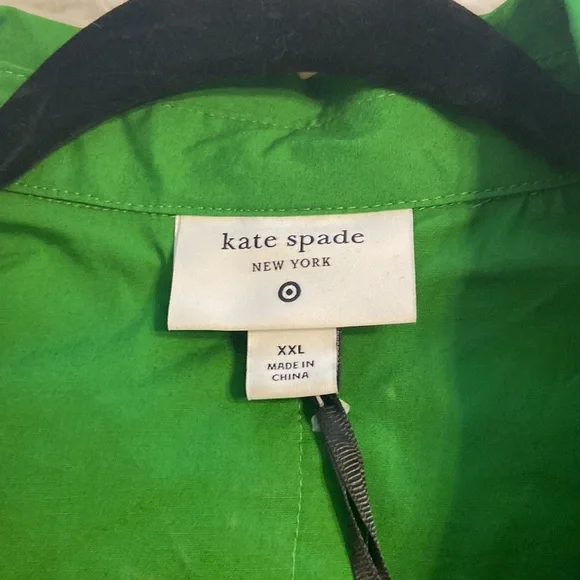 kate spade
NEW YORK
XXL
MADE IN
CHINA